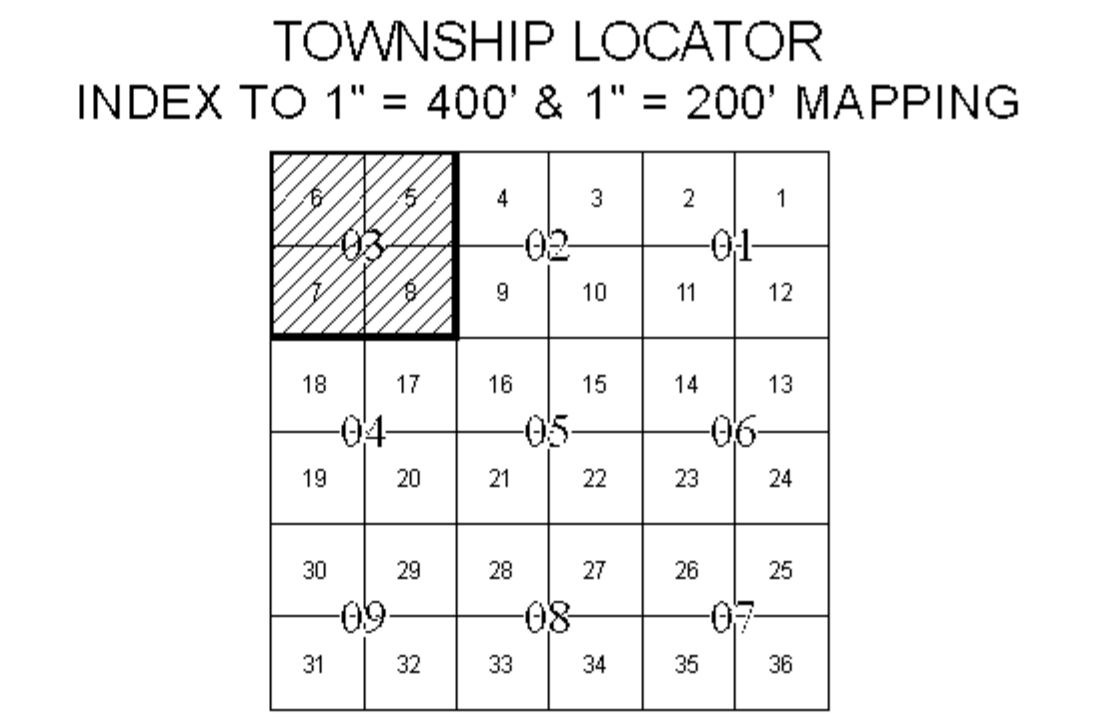 TOWNSHIP LOCATOR
INDEX TO 1" = 400' & 1" = 200' MAPPING
6 5 4 3 2 1
03 02 01
7 8 9 10 11 12
18 17 16 15 14 13
04 05 06
19 20 21 22 23 24
30 29 28 27 26 25
09 08 07
31 32 33 34 35 36